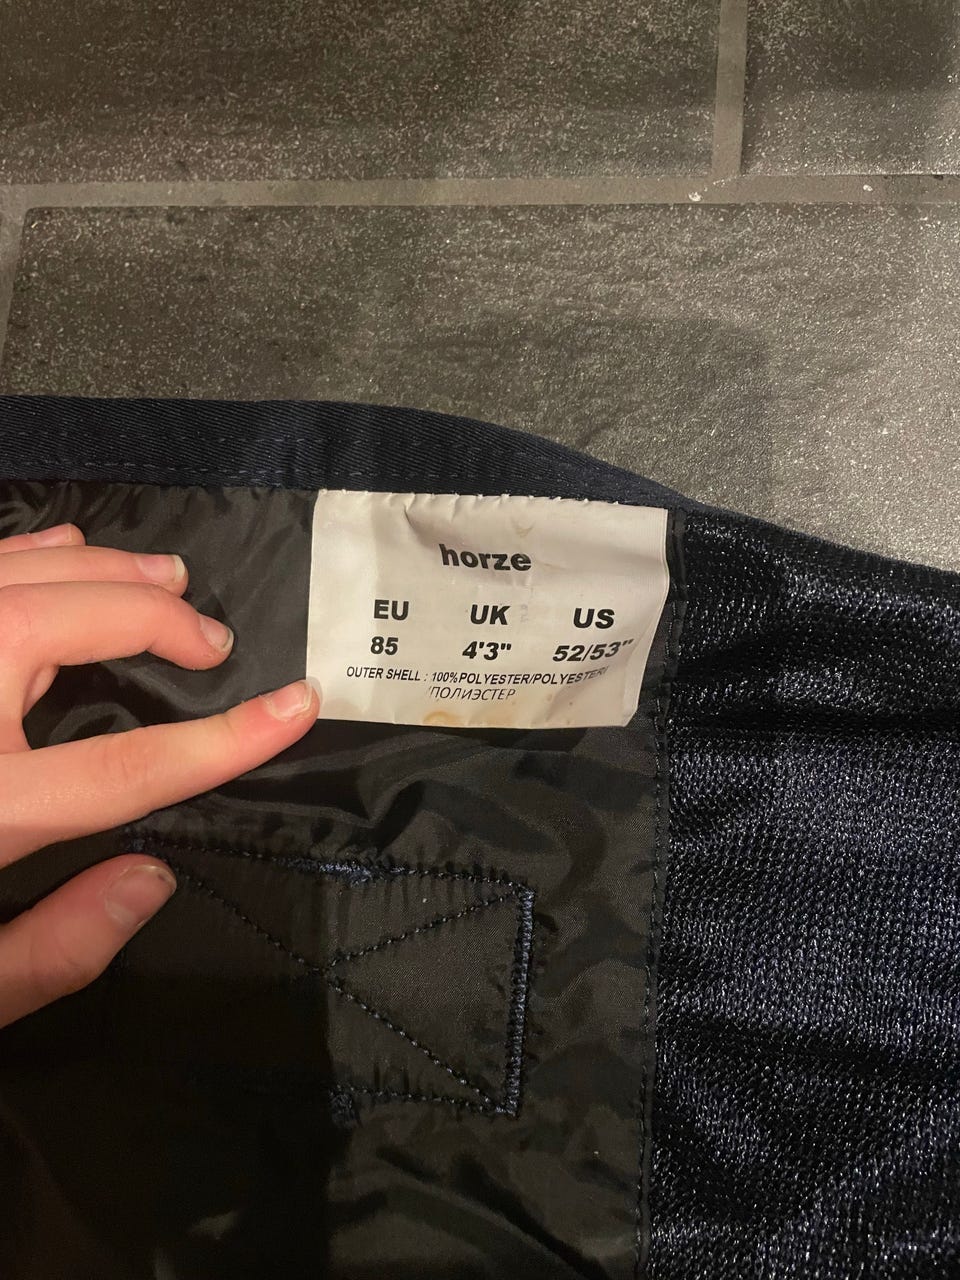 horze
EU UK US
85 4'3" 52/53"
OUTER SHELL : 100%POLYESTER/POLYESTER/
/ПОЛИЭСТЕР